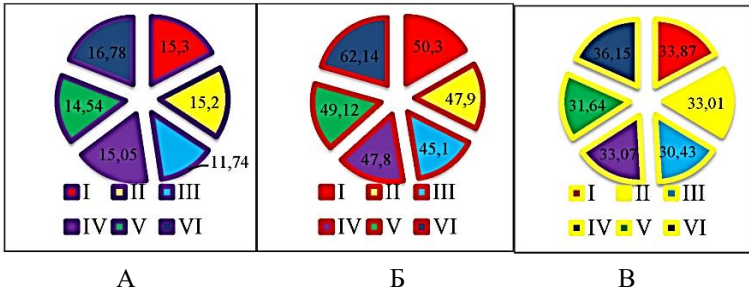 16,78 15,3
15,2
14,54
15,05
11,74
I II III
IV V VI
А
62,14 50,3
47,9
49,12
47,8 45,1
I II III
IV V VI
Б
36,15 33,87
33,01
31,64
33,07 30,43
I II III
IV V VI
В